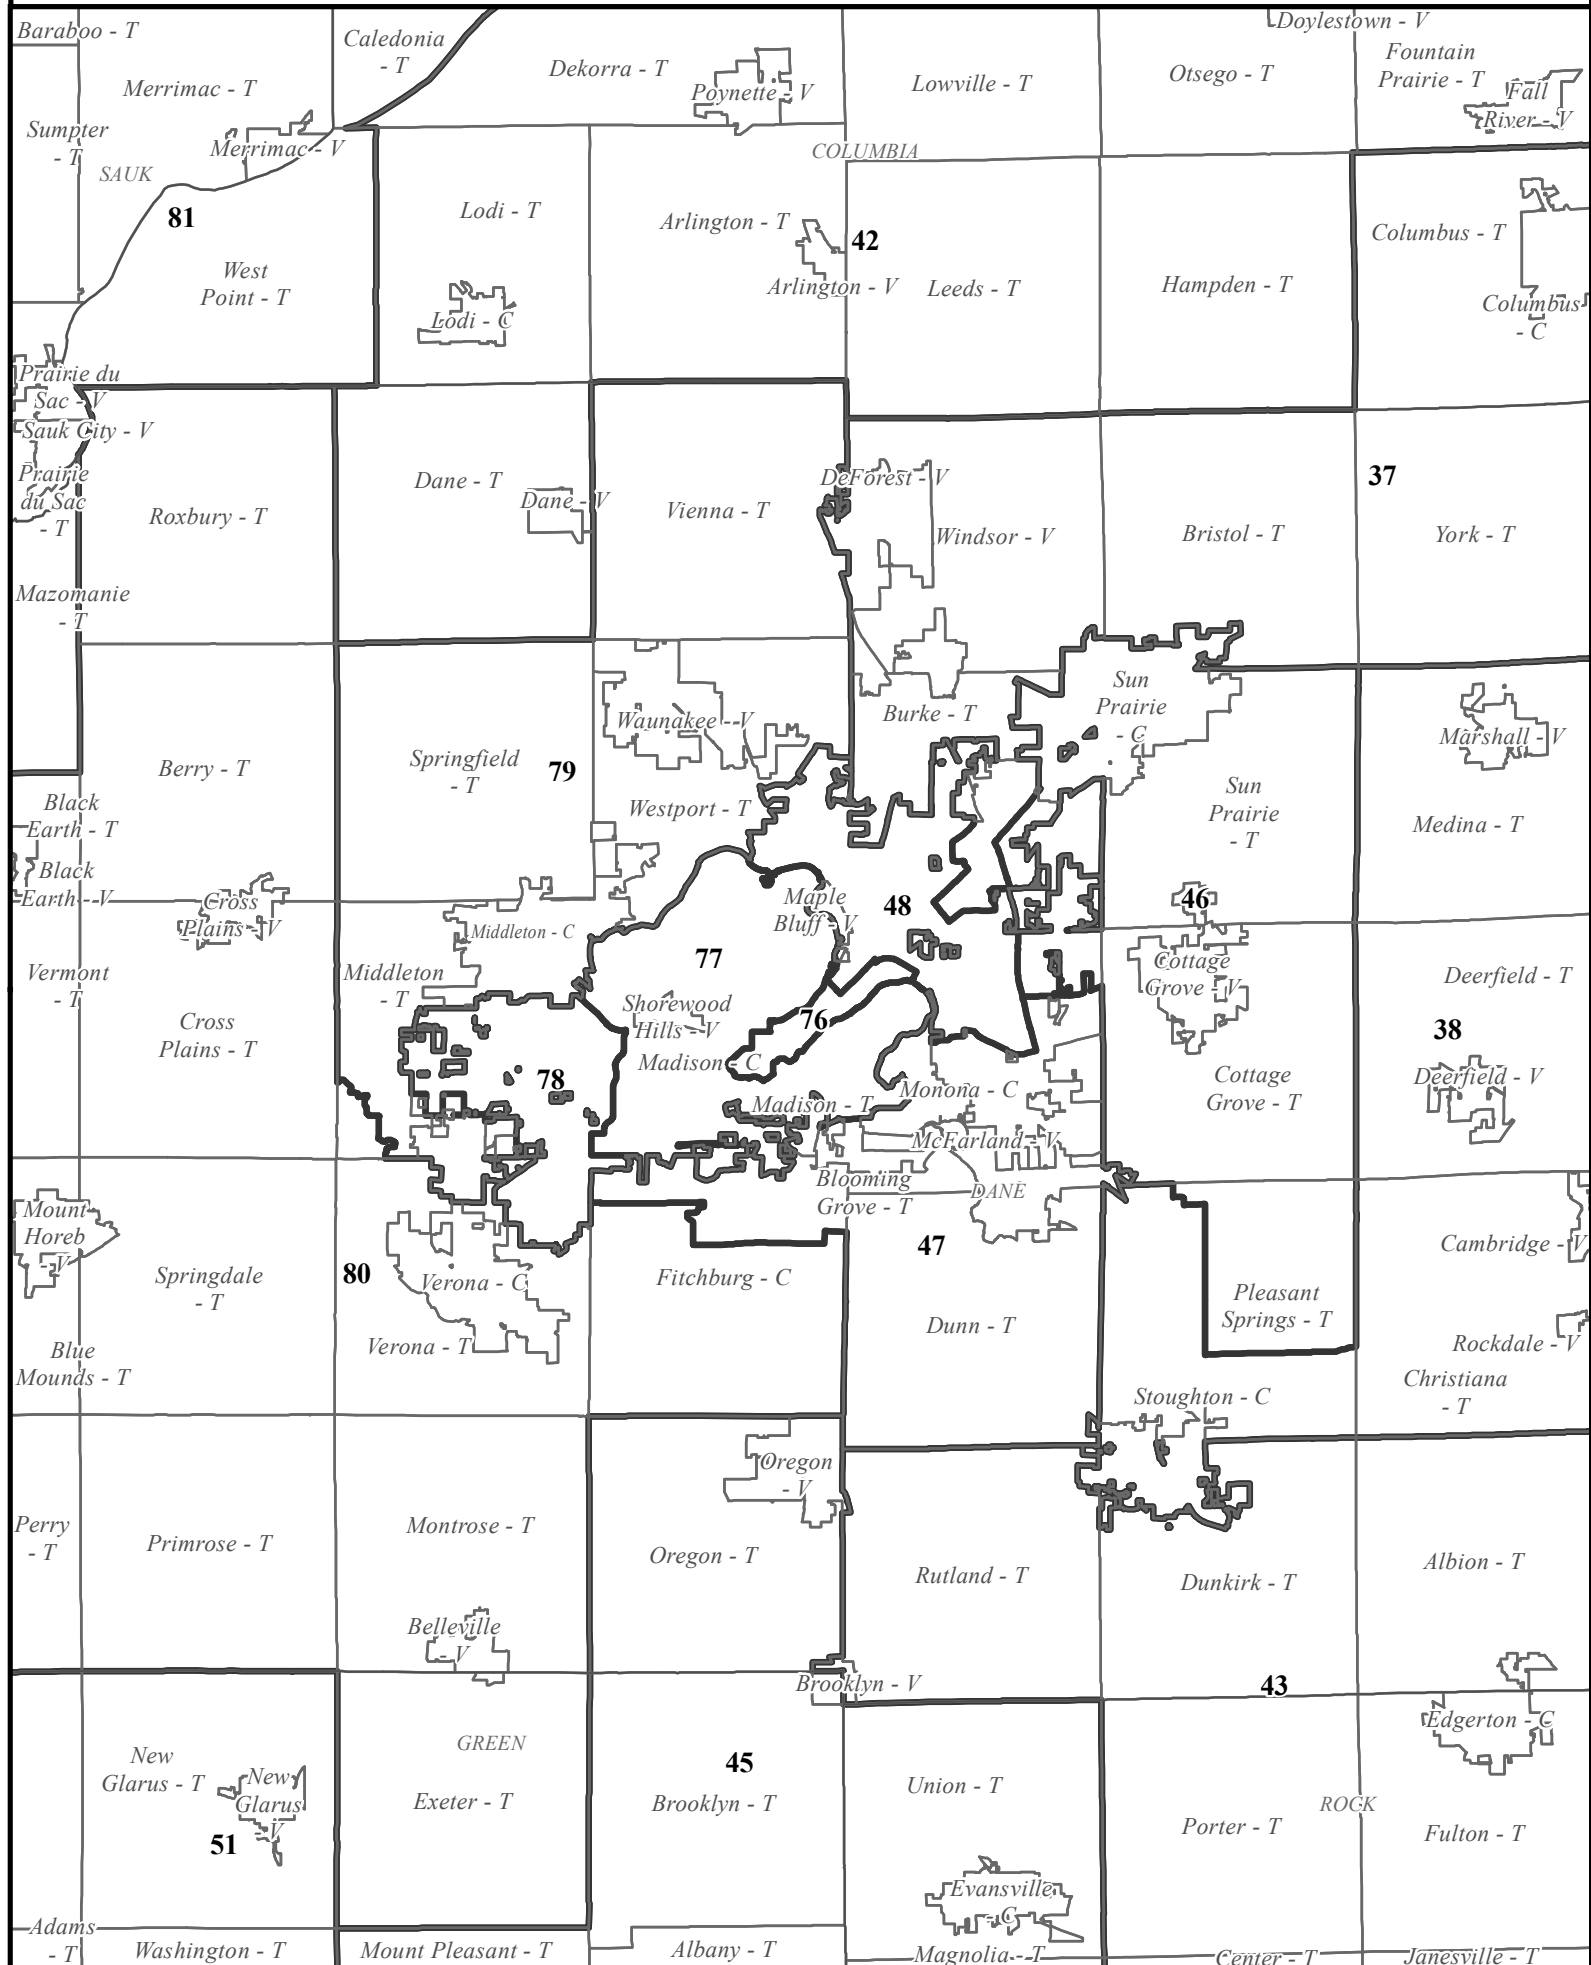 Baraboo - T
Caledonia
- T
Doylestown - V
Merrimac - T
Dekorra - T
Poynette - V
Lowville - T
Otsego - T
Fountain
Prairie - T
Fall
River - V
Sumpter
- T
Merrimac - V
SAUK
COLUMBIA
81
Lodi - T
Arlington - T
42
Columbus - T
West
Point - T
Arlington - V
Leeds - T
Hampden - T
Lodi - C
Columbus
- C
Prairie du
Sac - V
Sauk City - V
Prairie
du Sac
- T
Roxbury - T
Dane - T
Dane - V
Vienna - T
DeForest - V
Windsor - V
Bristol - T
37
York - T
Mazomanie
- T
Berry - T
Springfield
- T
79
Waunakee - V
Burke - T
Sun
Prairie
- C
Marshall - V
Westport - T
Sun
Prairie
- T
Medina - T
Black
Earth - T
Black
Earth - V
Cross
Plains - V
Middleton - C
Maple
Bluff - V
48
46
Vermont
- T
Middleton
- T
77
Cottage
Grove - V
Deerfield - T
Cross
Plains - T
Shorewood
Hills - V
76
38
Madison - C
78
Madison - T
Monona - C
Cottage
Grove - T
Deerfield - V
McFarland - V
Blooming
Grove - T
DANE
Mount
Horeb
- V
Springdale
- T
80
Verona - C
Fitchburg - C
47
Cambridge - V
Pleasant
Springs - T
Dunn - T
Verona - T
Rockdale - V
Blue
Mounds - T
Christiana
- T
Stoughton - C
Oregon
- V
Perry
- T
Primrose - T
Montrose - T
Oregon - T
Rutland - T
Dunkirk - T
Albion - T
Belleville
- V
Brooklyn - V
43
Edgerton - C
New
Glarus - T
GREEN
45
New
Glarus
- V
Exeter - T
Brooklyn - T
Union - T
Porter - T
ROCK
Fulton - T
51
Evansville
- C
Adams
- T
Washington - T
Mount Pleasant - T
Albany - T
Magnolia - T
Center - T
Janesville - T